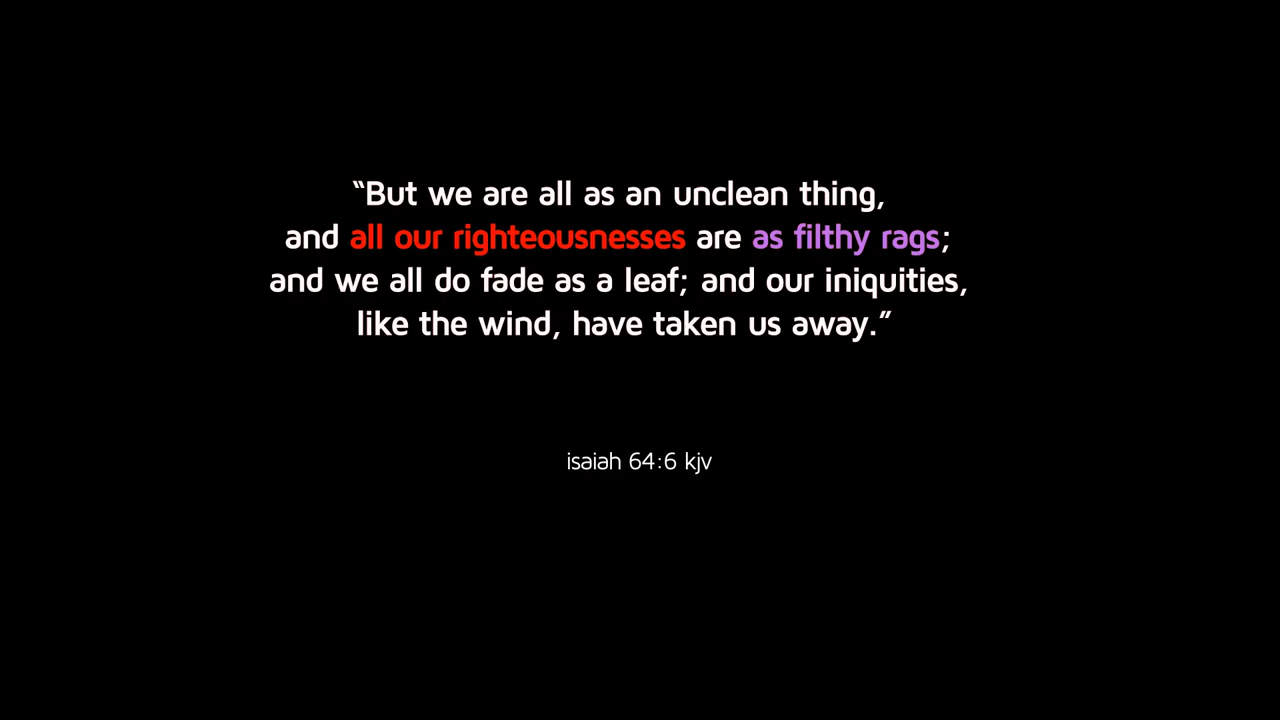 “But we are all as an unclean thing,
and all our righteousnesses are as filthy rags;
and we all do fade as a leaf; and our iniquities,
like the wind, have taken us away.”
isaiah 64:6 kjv